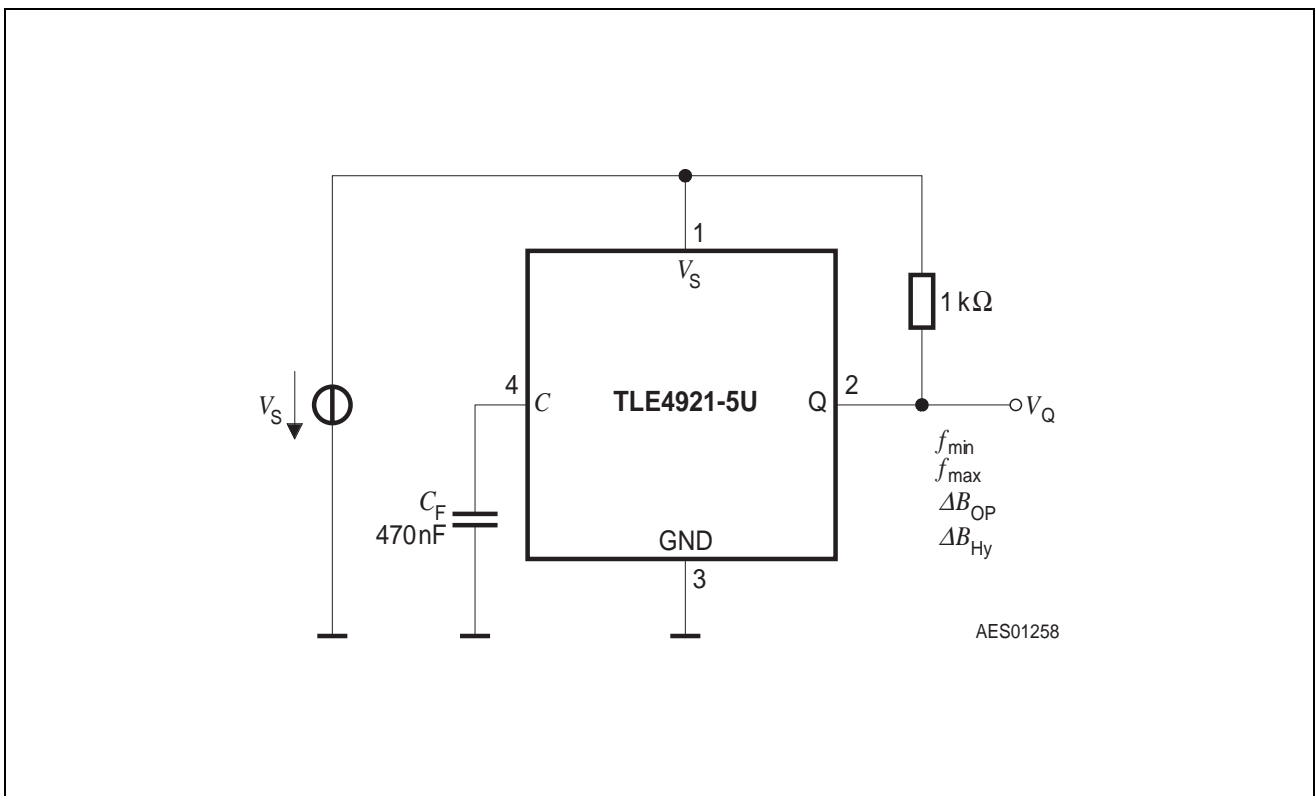 1
V_S
1 kΩ
V_S
4
C
TLE4921-5U
Q
2
V_Q
f_min
f_max
ΔB_OP
ΔB_Hy
C_F
470nF
GND
3
AES01258